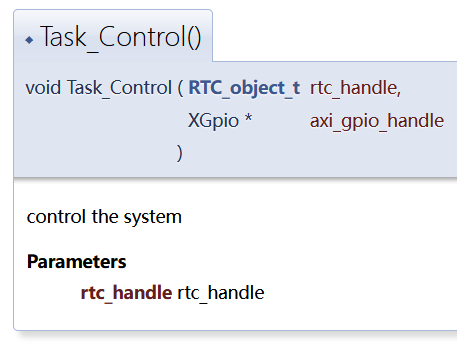 ◆ Task_Control()
void Task_Control ( RTC_object_t rtc_handle,
XGpio * axi_gpio_handle
)
control the system
Parameters
rtc_handle rtc_handle